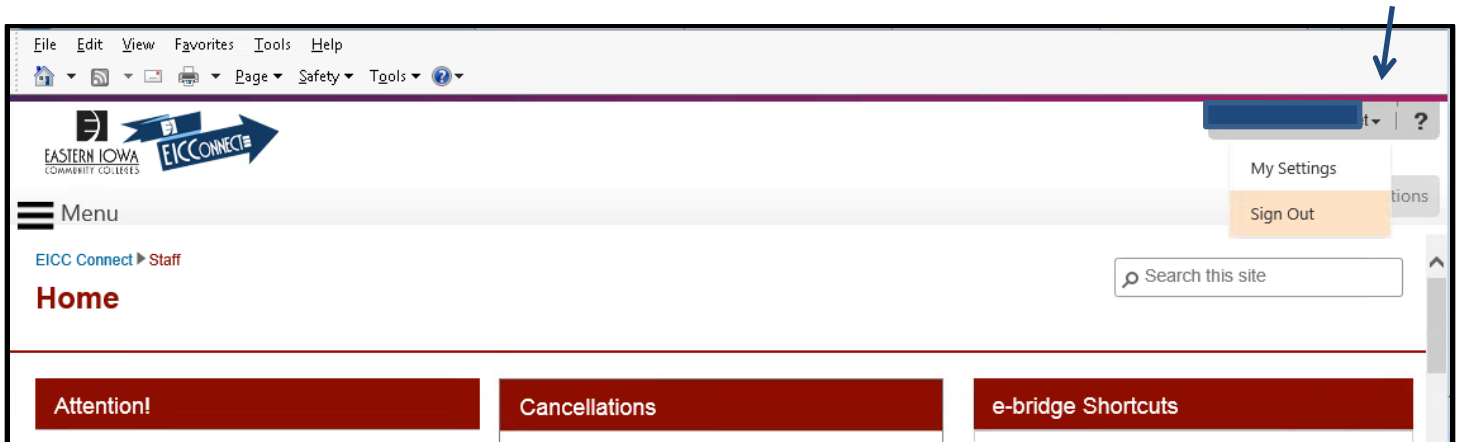 File Edit View Favorites Tools Help
Page Safety Tools ?
EASTERN IOWA
COMMUNITY COLLEGES
EICCONNECT
?
My Settings
Sign Out
Menu
EICC Connect Staff
Home
Search this site
Attention!
Cancellations
e-bridge Shortcuts